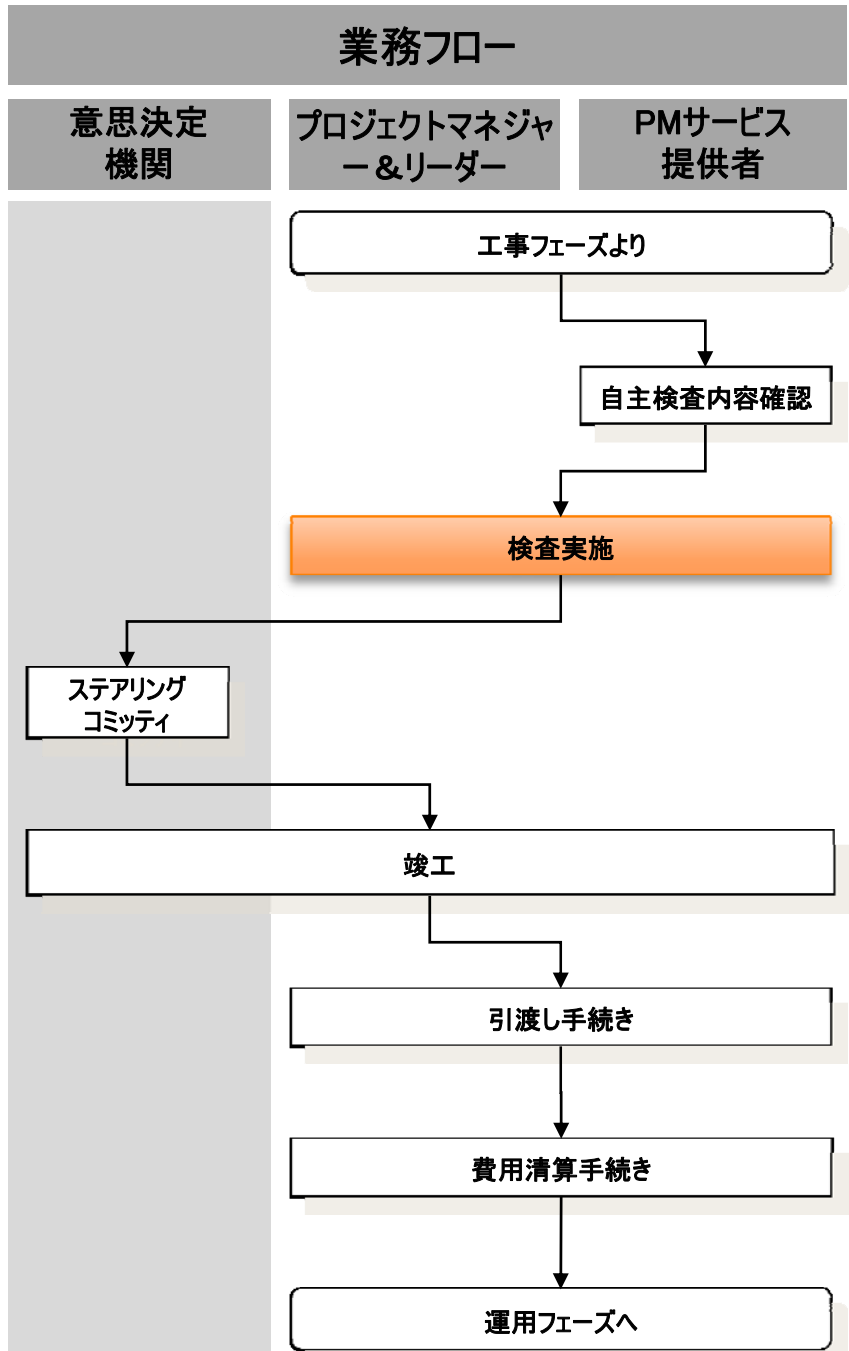 業務フロー
意思決定
機関
プロジェクトマネジャ
ー&リーダー
PMサービス
提供者
工事フェーズより
自主検査内容確認
検査実施
ステアリング
コミッティ
竣工
引渡し手続き
費用清算手続き
運用フェーズへ